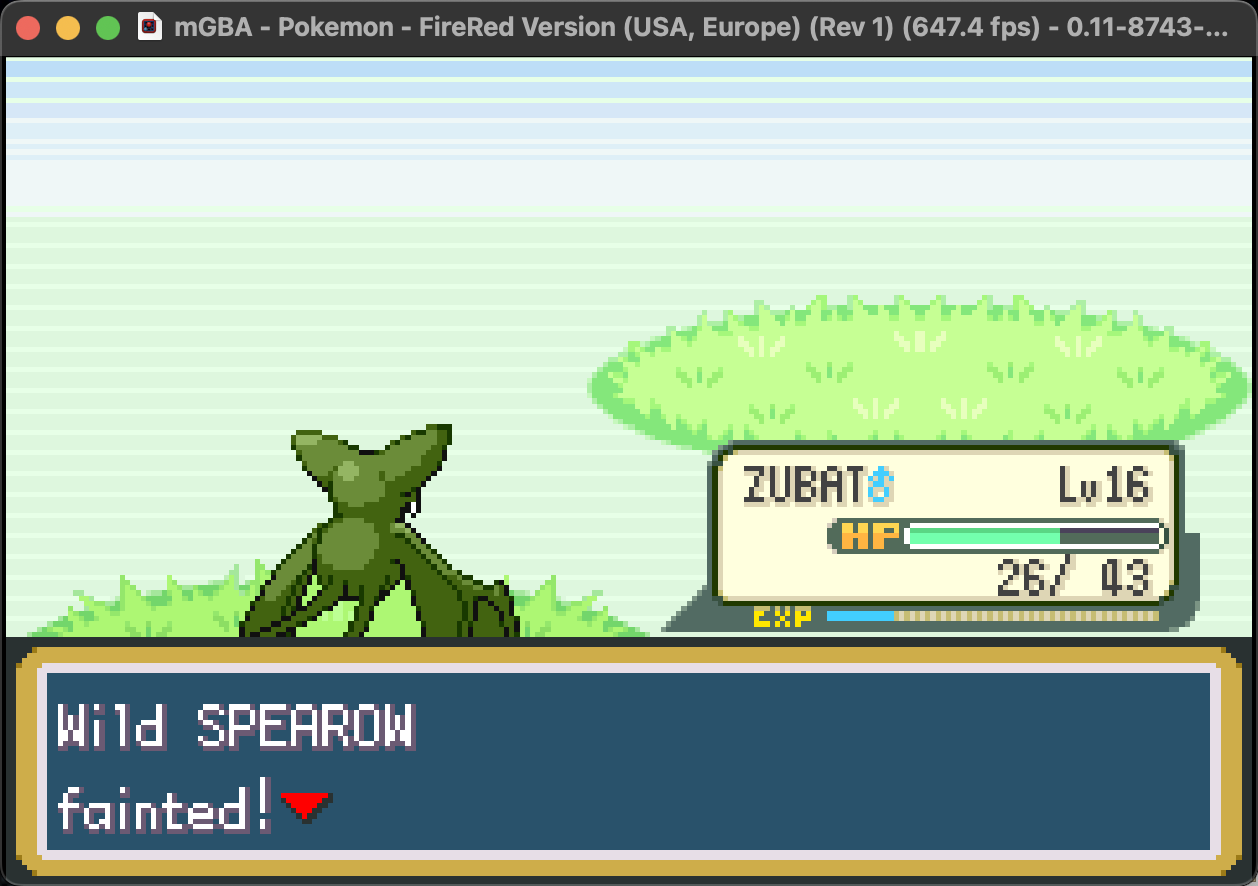 mGBA - Pokemon - FireRed Version (USA, Europe) (Rev 1) (647.4 fps) - 0.11-8743-...
ZUBAT♂ Lv16
HP
26/ 43
EXP
Wild SPEAROW
fainted!